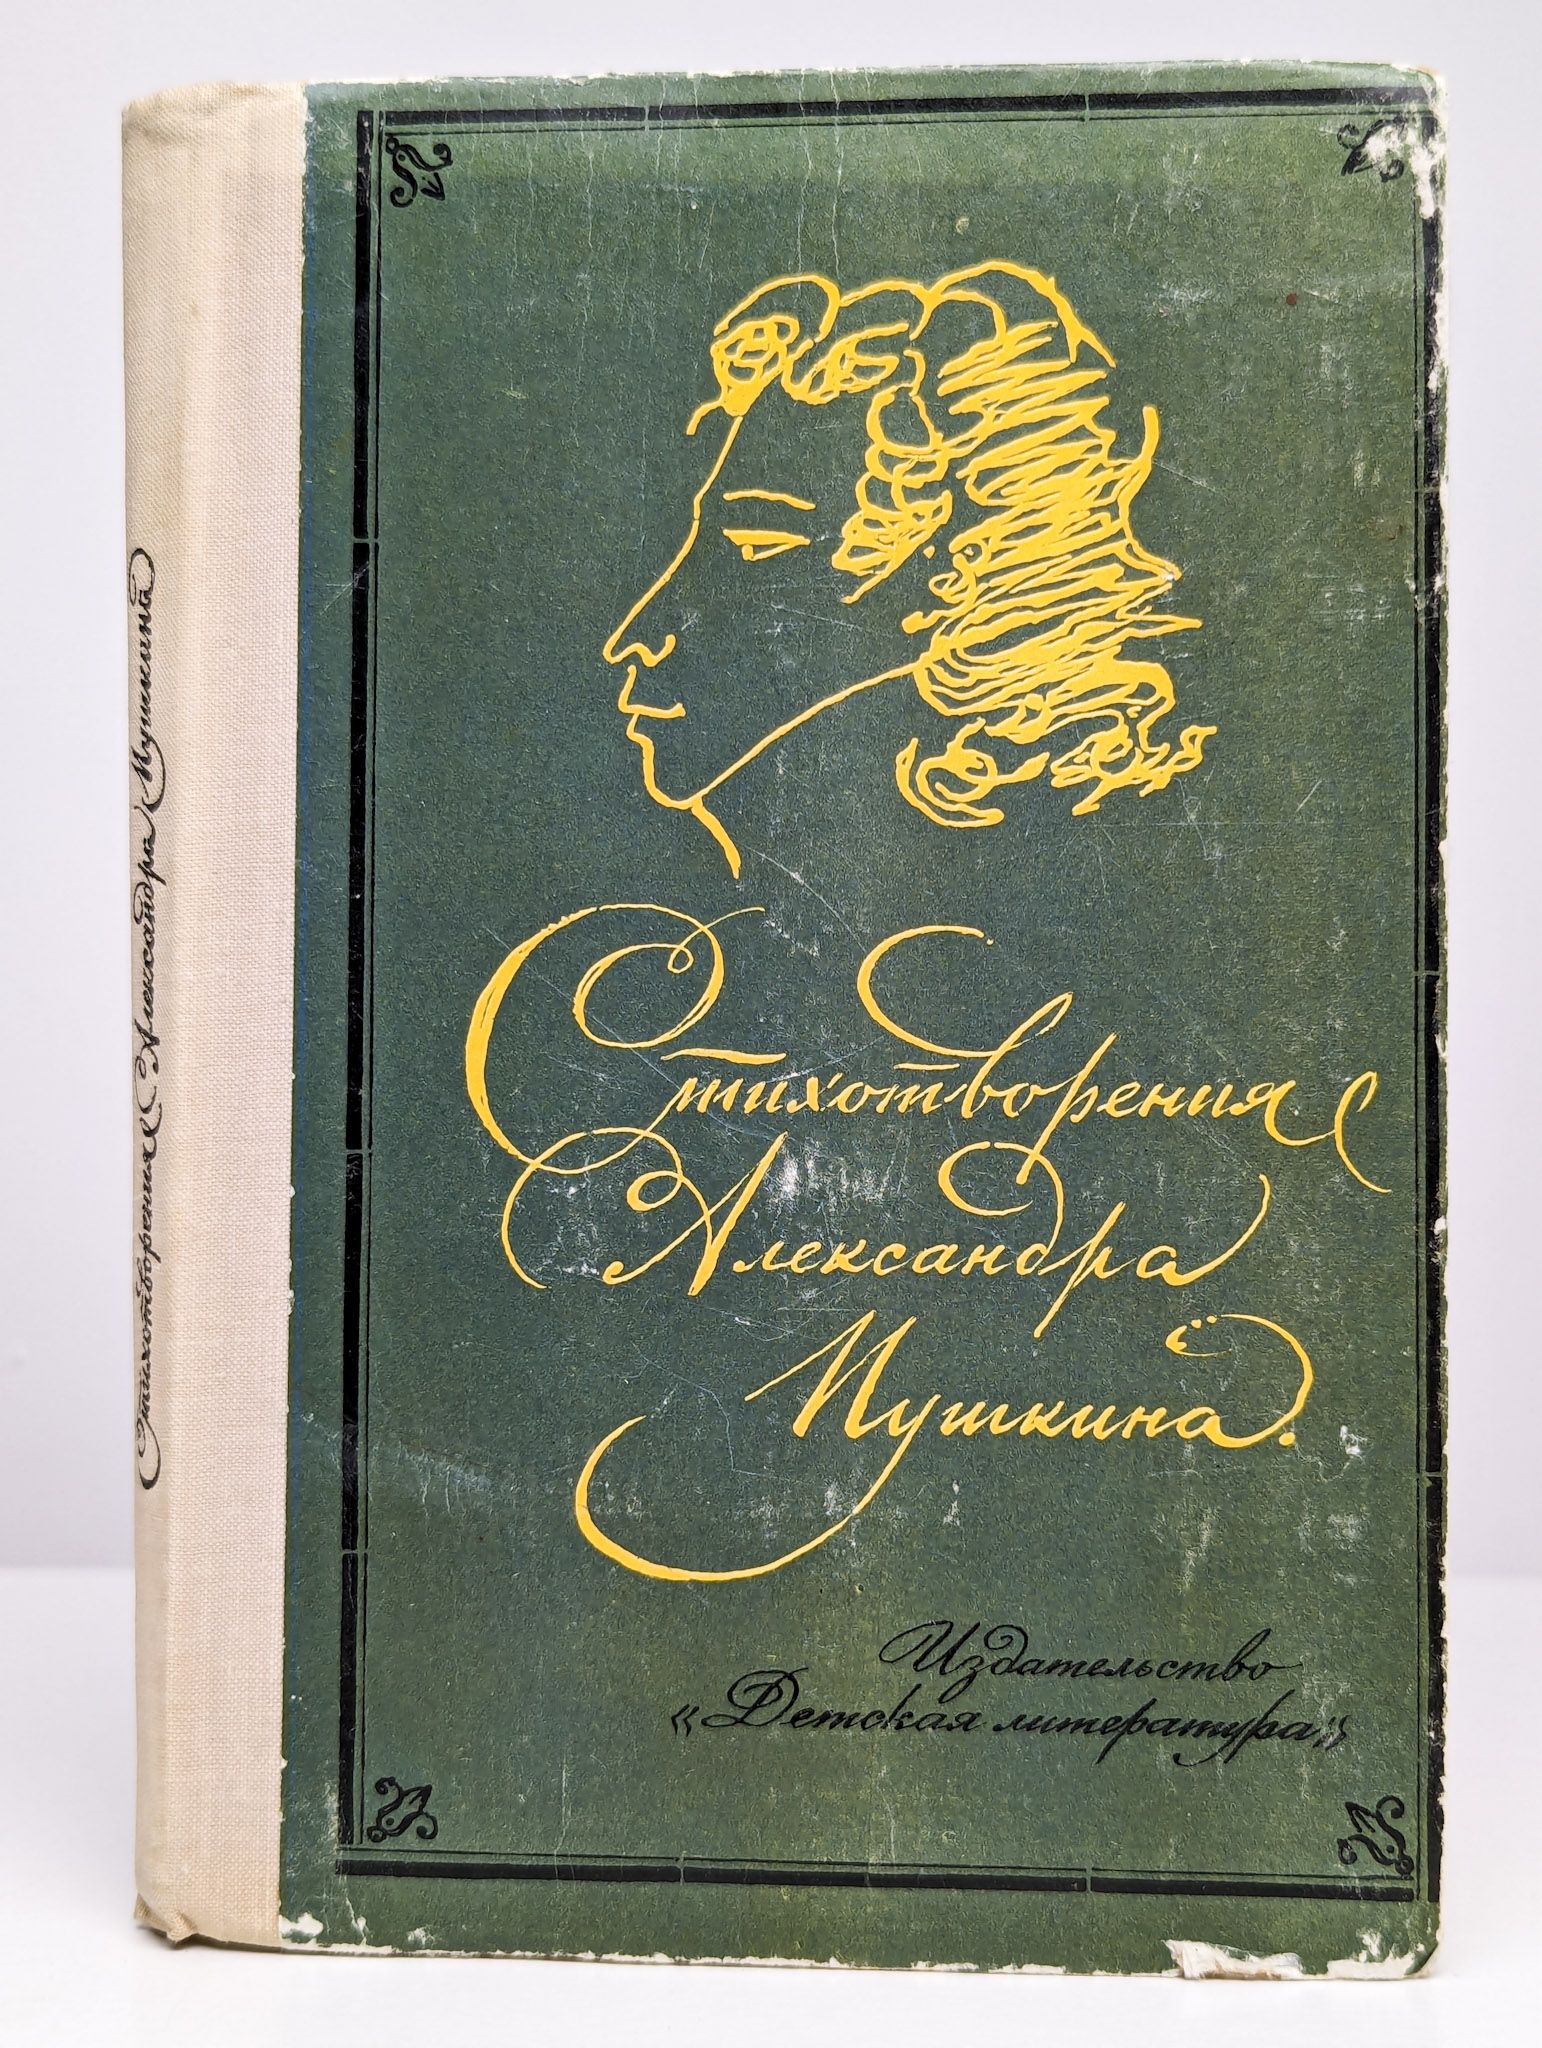 Стихотворения Александра Пушкина
Стихотворения
Александра
Пушкина.
Издательство
«Детская литература»